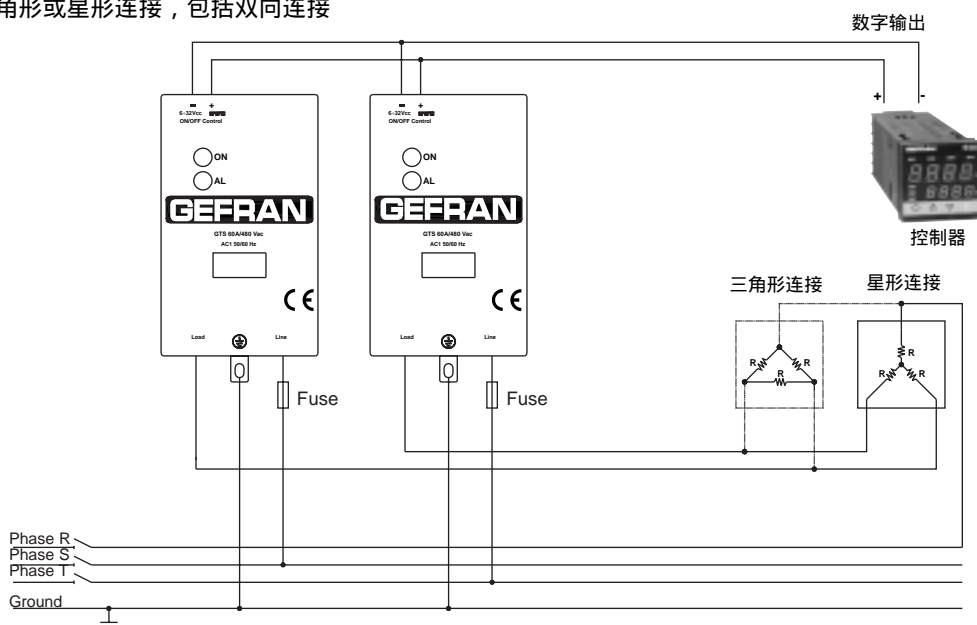 角形或星形连接，包括双向连接
数字输出
+ -
- +
6÷32Vcc
ON/OFF Control
ON
AL
GEFRAN
GTS 60A/480 Vac
AC1 50/60 Hz
CE
Load
Line
Fuse
- +
6÷32Vcc
ON/OFF Control
ON
AL
GEFRAN
GTS 60A/480 Vac
AC1 50/60 Hz
CE
Load
Line
Fuse
控制器
三角形连接
星形连接
R
R
R
R
R
R
Phase R
Phase S
Phase T
Ground